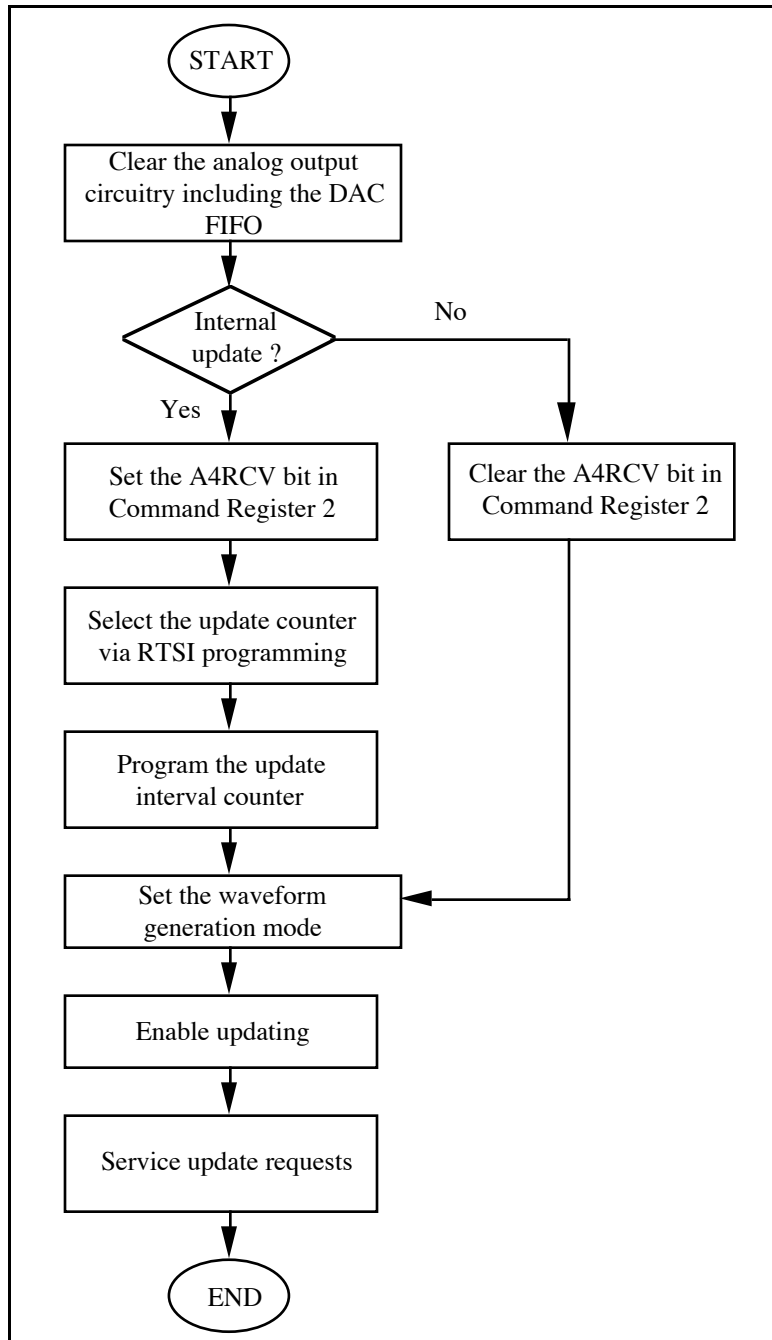 START
Clear the analog output
circuitry including the DAC
FIFO
Internal
update ?
No
Yes
Set the A4RCV bit in
Command Register 2
Clear the A4RCV bit in
Command Register 2
Select the update counter
via RTSI programming
Program the update
interval counter
Set the waveform
generation mode
Enable updating
Service update requests
END